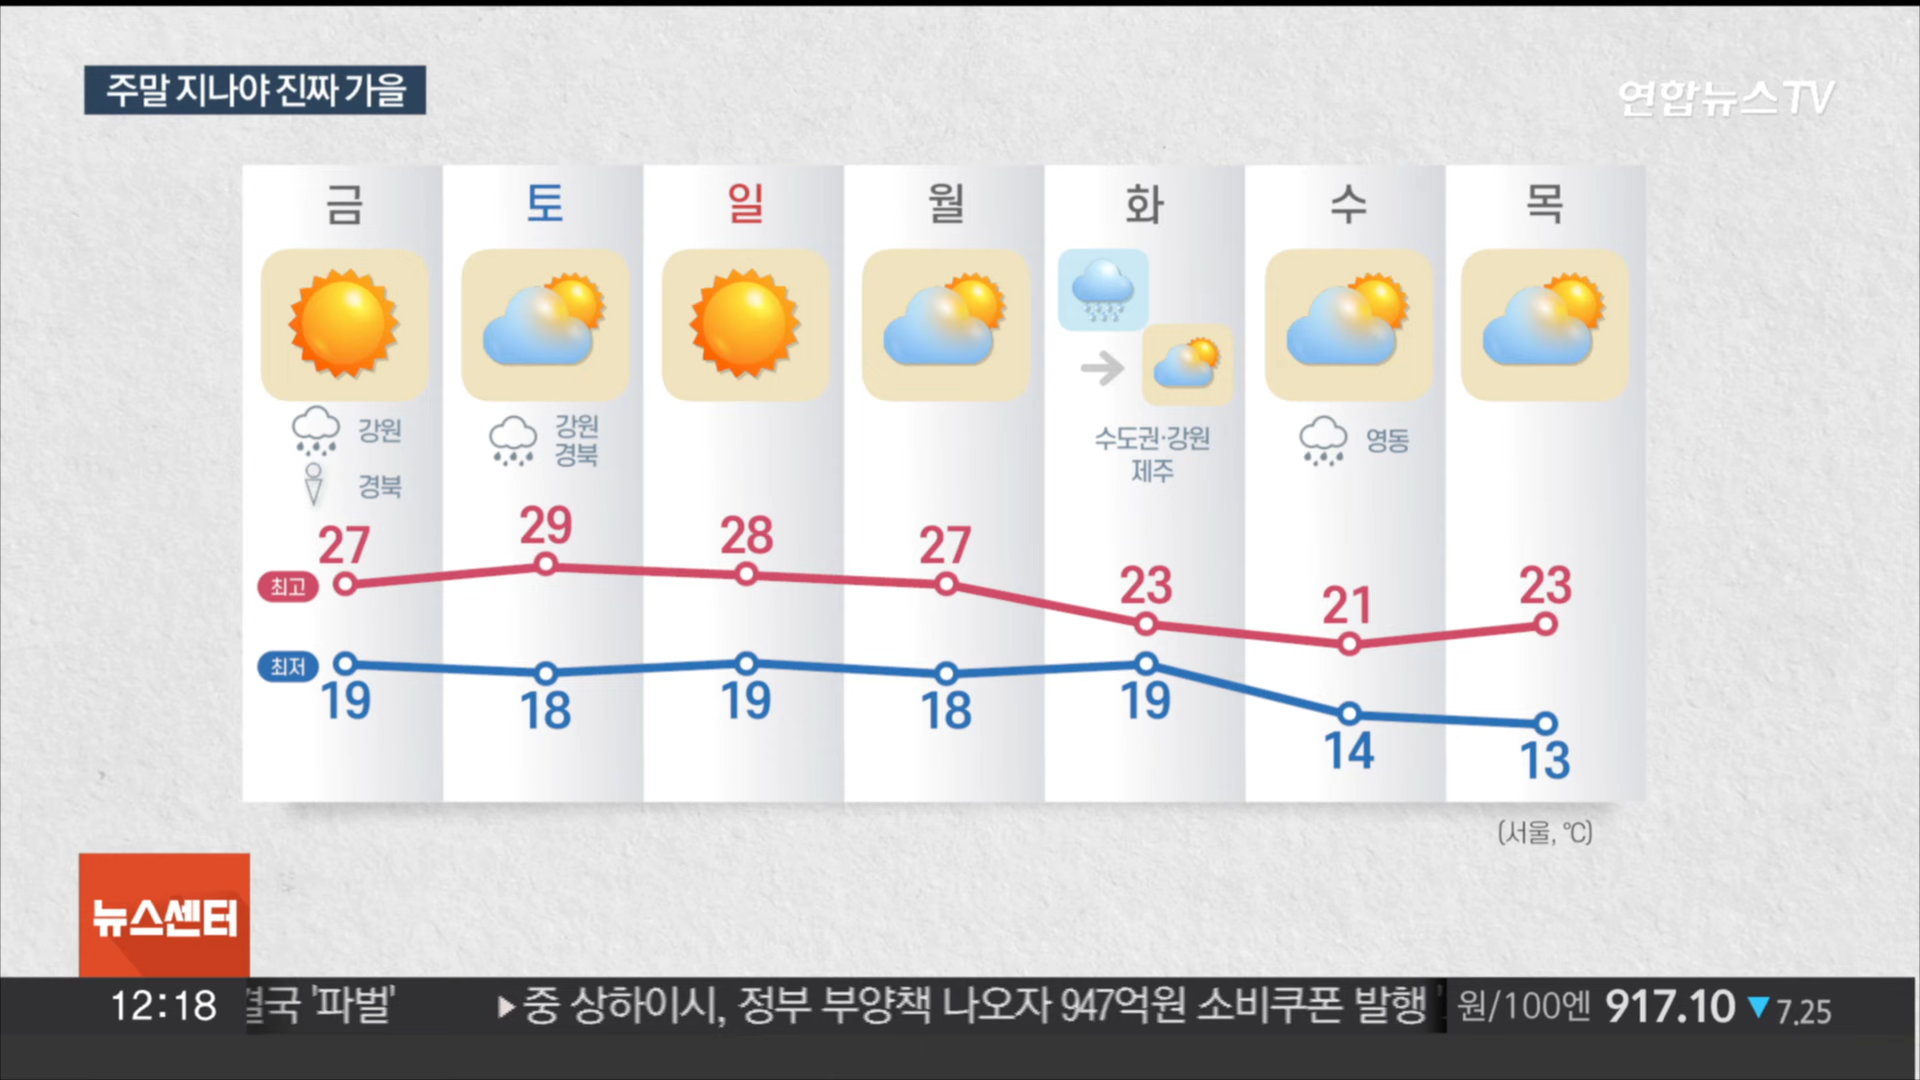 주말 지나야 진짜 가을
연합뉴스TV
금 토 일 월 화 수 목
강원
경북
강원
경북
수도권·강원
제주
영동
최고 27 29 28 27 23 21 23
최저 19 18 19 18 19 14 13
(서울, ℃)
뉴스센터
12:18 '파벌' ▶중 상하이시, 정부 부양책 나오자 947억원 소비쿠폰 발행 원/100엔 917.10 ▼7.25